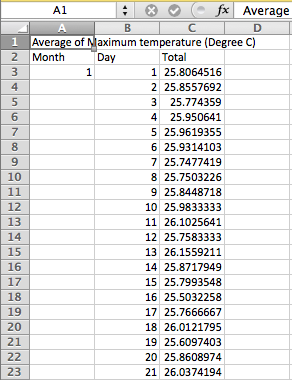 A1 fx Average
A B C D
1 Average of Maximum temperature (Degree C)
2 Month Day Total
3 1 1 25.8064516
4 2 25.8557692
5 3 25.774359
6 4 25.950641
7 5 25.9619355
8 6 25.9314103
9 7 25.7477419
10 8 25.7503226
11 9 25.8448718
12 10 25.9833333
13 11 26.1025641
14 12 25.7583333
15 13 26.1559211
16 14 25.8717949
17 15 25.7993548
18 16 25.5032258
19 17 25.7666667
20 18 26.0121795
21 19 25.6097403
22 20 25.8608974
23 21 26.0374194